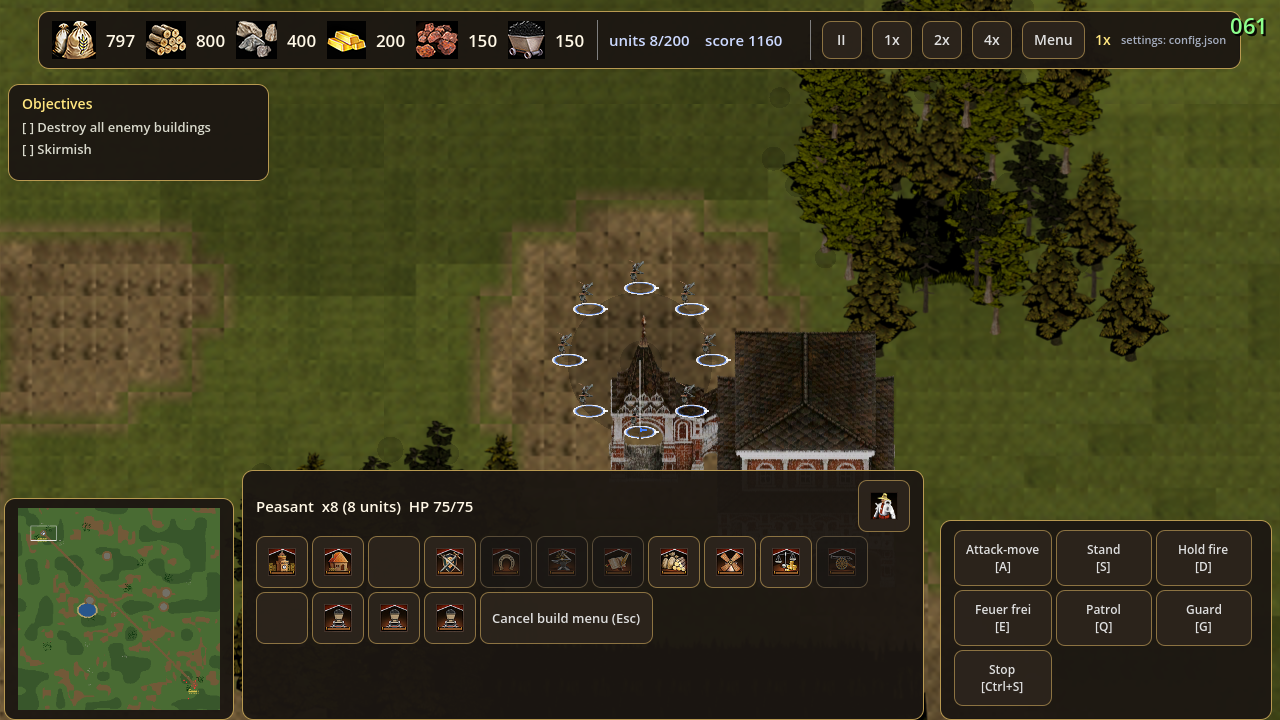 797 800 400 200 150 150 units 8/200 score 1160 II 1x 2x 4x Menu 1x settings: config.json 061
Objectives
[ ] Destroy all enemy buildings
[ ] Skirmish
Peasant x8 (8 units) HP 75/75
Cancel build menu (Esc)
Attack-move
[A]
Stand
[S]
Hold fire
[D]
Feuer frei
[E]
Patrol
[Q]
Guard
[G]
Stop
[Ctrl+S]